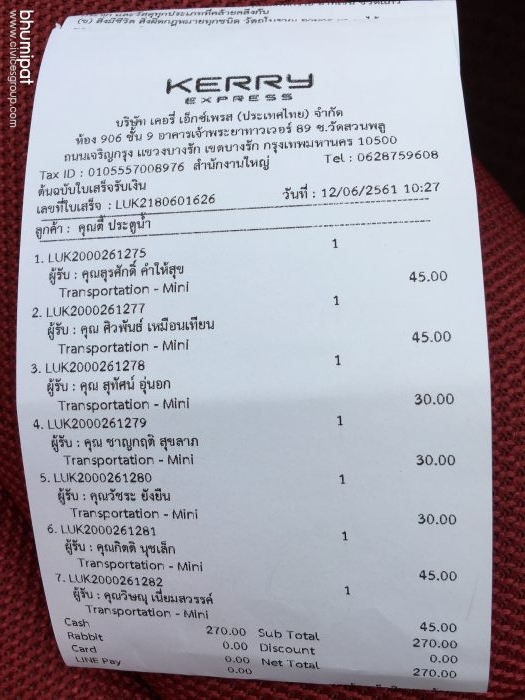 bhumipat
www.civicesgroup.com
KERRY
EXPRESS
บริษัท เคอรี่ เอ็กซ์เพรส (ประเทศไทย) จำกัด
ห้อง 906 ชั้น 9 อาคารเจ้าพระยาทาวเวอร์ 89 ซ.วัดสวนพลู
ถนนเจริญกรุง แขวงบางรัก เขตบางรัก กรุงเทพมหานคร 10500
Tax ID : 0105557008976 สำนักงานใหญ่ Tel : 0628759608
ต้นฉบับใบเสร็จรับเงิน
เลขที่ใบเสร็จ : LUK2180601626 วันที่ : 12/06/2561 10:27
ลูกค้า : คุณตี้ ประตูน้ำ
1. LUK2000261275 1
ผู้รับ : คุณสุรศักดิ์ คำให้สุข 45.00
Transportation - Mini
2. LUK2000261277 1
ผู้รับ : คุณ ศิวพันธ์ เหมือนเทียน 45.00
Transportation - Mini
3. LUK2000261278 1
ผู้รับ : คุณ สุทัศน์ อุ่นอก 30.00
Transportation - Mini
4. LUK2000261279 1
ผู้รับ : คุณ ชาญกฤติ สุขลาภ 30.00
Transportation - Mini
5. LUK2000261280 1
ผู้รับ : คุณวัชระ ยังยืน 30.00
Transportation - Mini
6. LUK2000261281 1
ผู้รับ : คุณกิตติ นุชเล็ก 45.00
Transportation - Mini
7. LUK2000261282 1
ผู้รับ : คุณวิษณุ เนี่ยมสวรรค์ 45.00
Transportation - Mini
Cash 270.00 Sub Total 270.00
Rabbit 0.00 Discount 0.00
Card 0.00 Net Total 270.00
LINE Pay 0.00